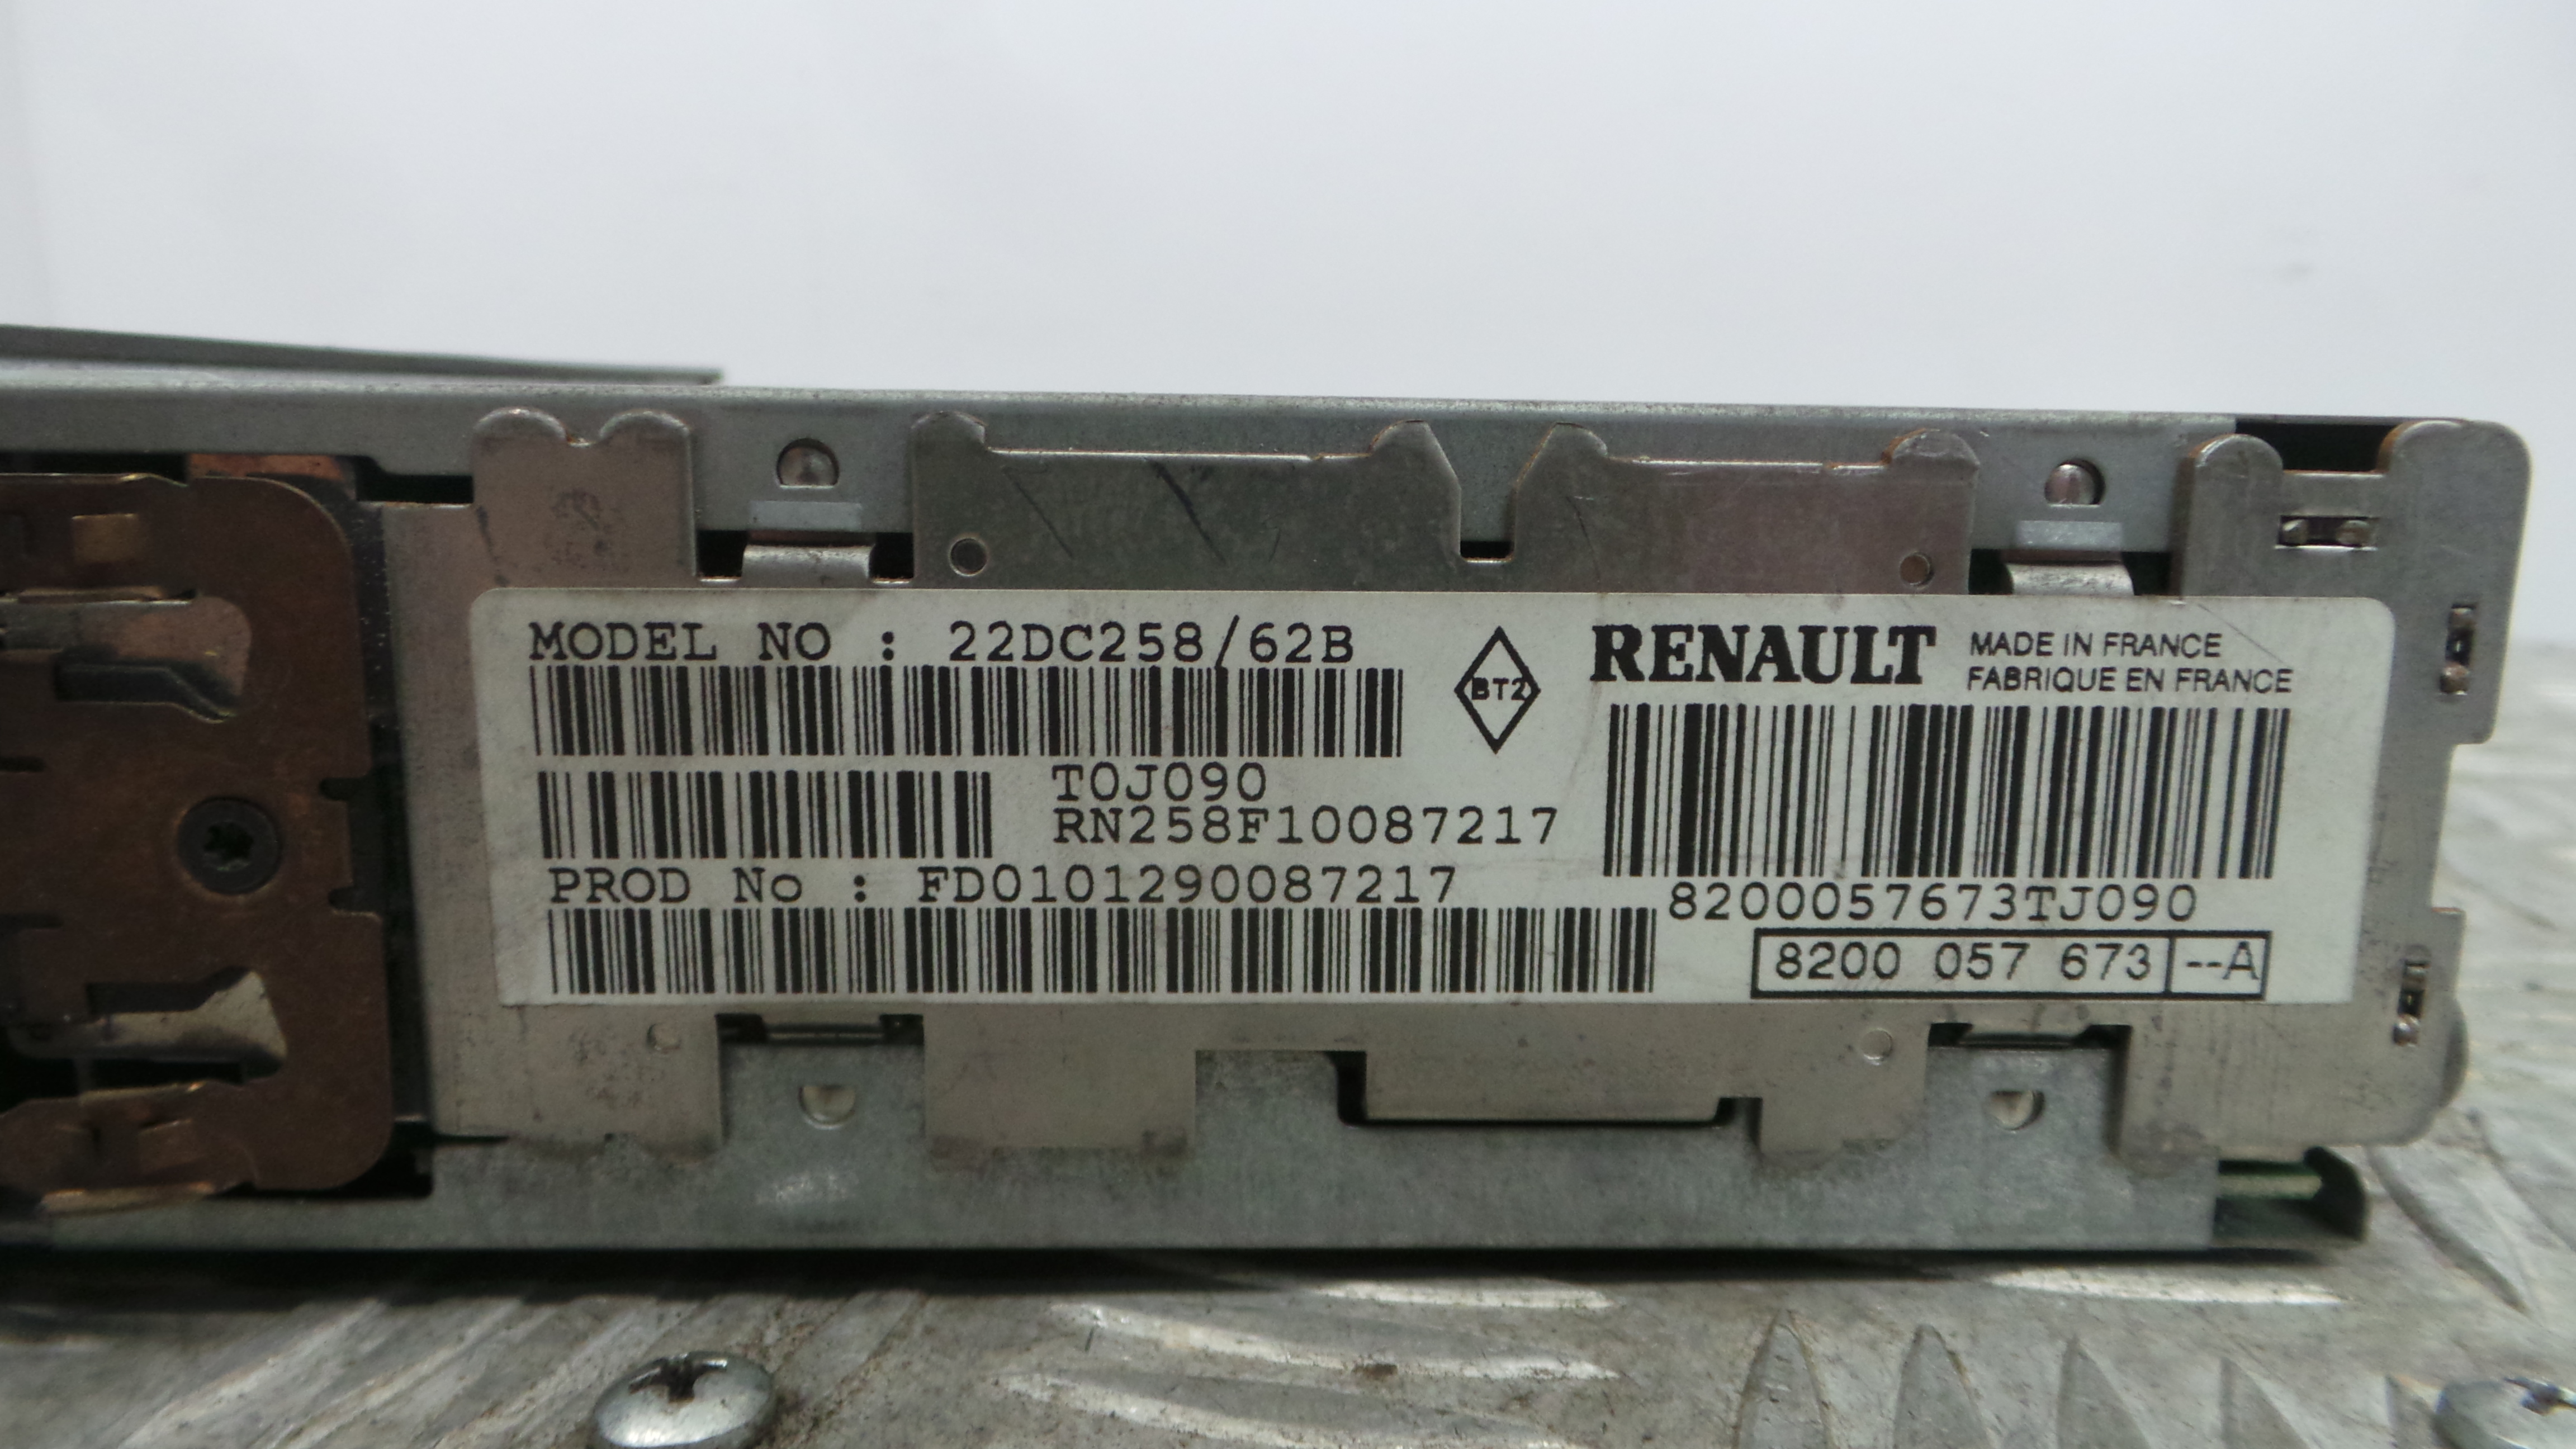 MODEL NO : 22DC258/62B
T0J090
RN258F10087217
PROD No : FD0101290087217
BT2
RENAULT
MADE IN FRANCE
FABRIQUE EN FRANCE
8200057673TJ090
8200 057 673 --A